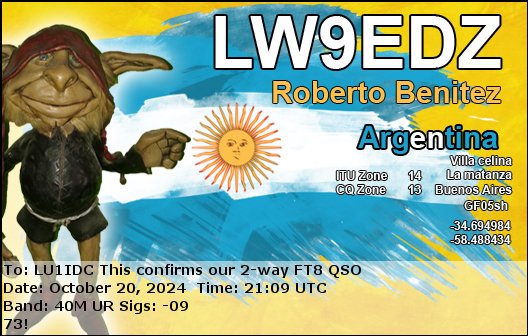 LW9EDZ
Roberto Benitez
Argentina
Villa celina
ITU Zone 14 La matanza
CQ Zone 13 Buenos Aires
GF05sh
-34.694984
-58.488434
To: LU1IDC This confirms our 2-way FT8 QSO
Date: October 20, 2024 Time: 21:09 UTC
Band: 40M UR Sigs: -09
73!